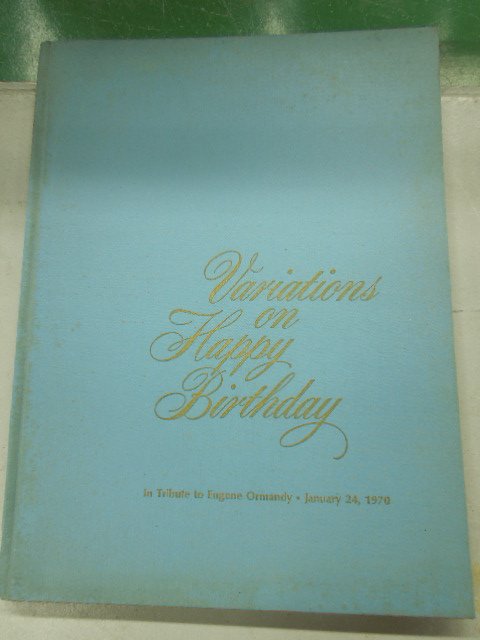 Variations
on
Happy
Birthday
In Tribute to Eugene Ormandy • January 24, 1970